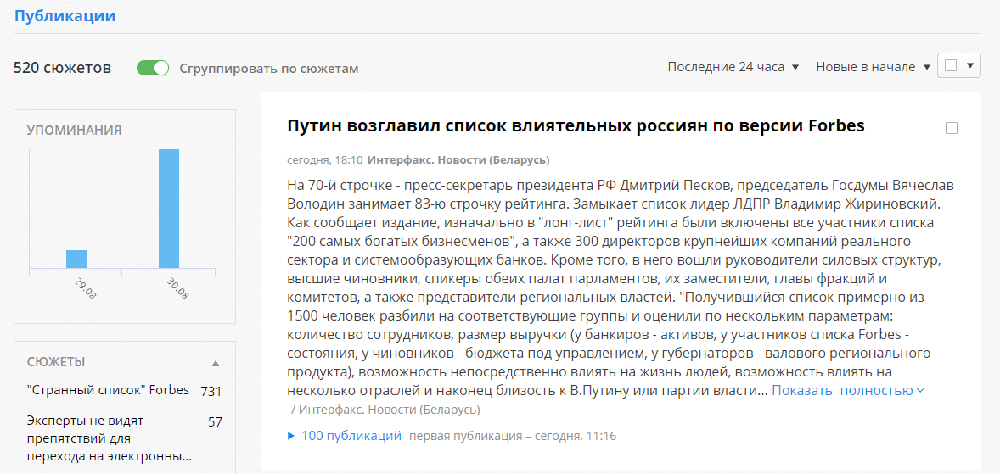 Публикации
520 сюжетов
Сгруппировать по сюжетам
Последние 24 часа
Новые в начале
УПОМИНАНИЯ
29.08
30.08
СЮЖЕТЫ
"Странный список" Forbes 731
Эксперты не видят 57
препятствий для
перехода на электронны...
Путин возглавил список влиятельных россиян по версии Forbes
сегодня, 18:10 Интерфакс. Новости (Беларусь)
На 70-й строчке - пресс-секретарь президента РФ Дмитрий Песков, председатель Госдумы Вячеслав
Володин занимает 83-ю строчку рейтинга. Замыкает список лидер ЛДПР Владимир Жириновский.
Как сообщает издание, изначально в "лонг-лист" рейтинга были включены все участники списка
"200 самых богатых бизнесменов", а также 300 директоров крупнейших компаний реального
сектора и системообразующих банков. Кроме того, в него вошли руководители силовых структур,
высшие чиновники, спикеры обеих палат парламентов, их заместители, главы фракций и
комитетов, а также представители региональных властей. "Получившийся список примерно из
1500 человек разбили на соответствующие группы и оценили по нескольким параметрам:
количество сотрудников, размер выручки (у банкиров - активов, у участников списка Forbes -
состояния, у чиновников - бюджета под управлением, у губернаторов - валового регионального
продукта), возможность непосредственно влиять на жизнь людей, возможность влиять на
несколько отраслей и наконец близость к В.Путину или партии власти... Показать полностью
/ Интерфакс. Новости (Беларусь)
100 публикаций первая публикация – сегодня, 11:16